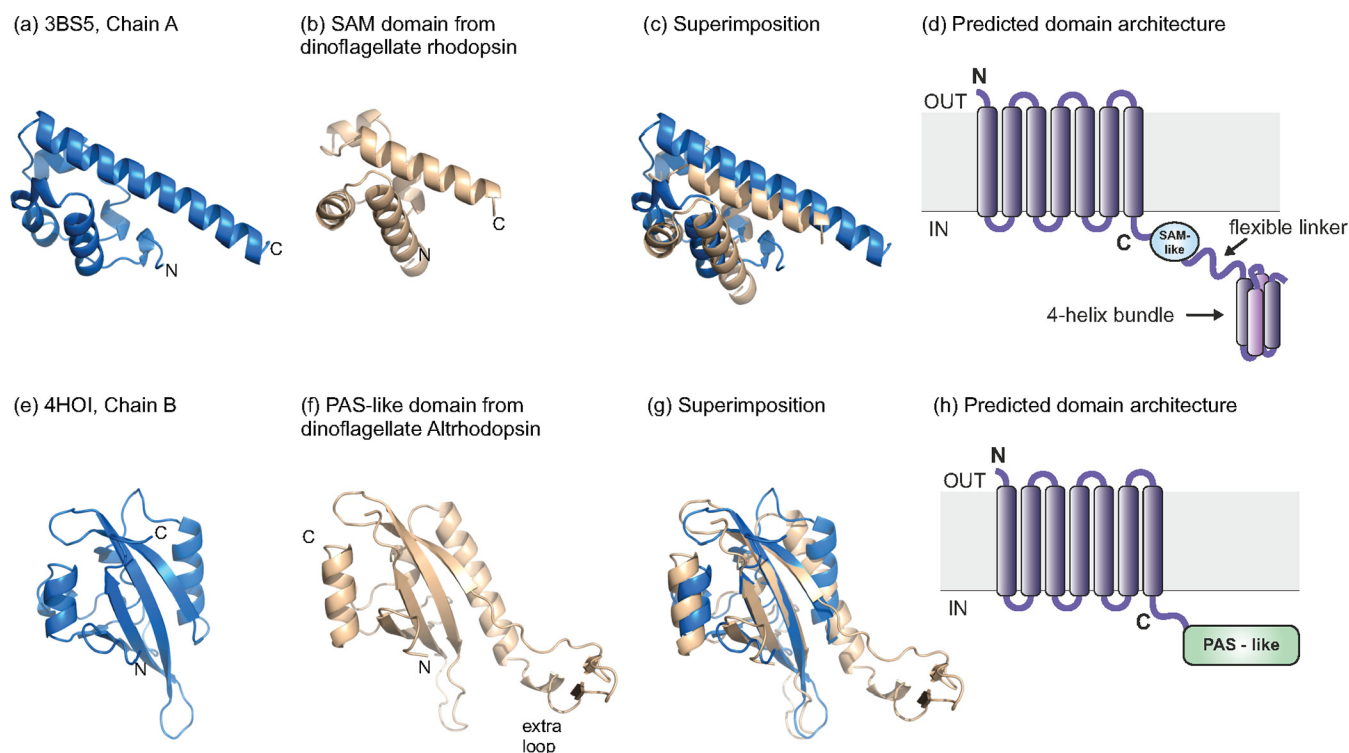 (a) 3BS5, Chain A
(b) SAM domain from
dinoflagellate rhodopsin
(c) Superimposition
(d) Predicted domain architecture
C
N
C
N
N
OUT
IN
C
SAM-
like
flexible linker
4-helix bundle
(e) 4HOI, Chain B
(f) PAS-like domain from
dinoflagellate Altrhodopsin
(g) Superimposition
(h) Predicted domain architecture
C
N
C
N
extra
loop
N
OUT
IN
C
PAS - like